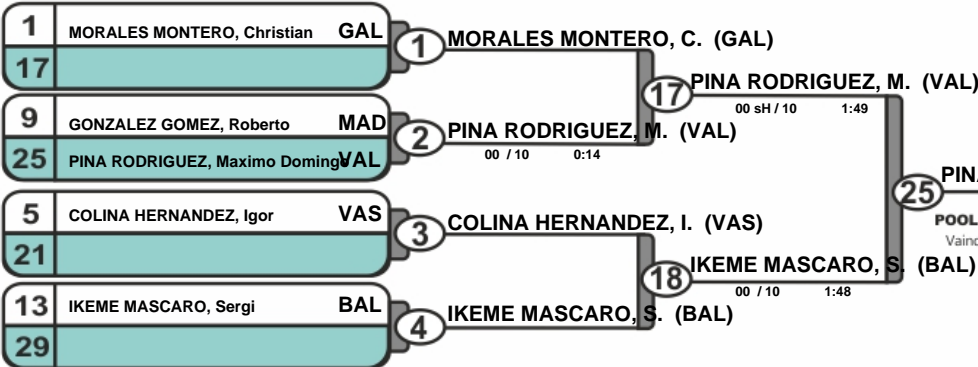 1 MORALES MONTERO, Christian GAL
17
1 MORALES MONTERO, C. (GAL)
17 PINA RODRIGUEZ, M. (VAL)
00 sH / 10 1:49
9 GONZALEZ GOMEZ, Roberto MAD
25 PINA RODRIGUEZ, Maximo Domingo VAL
2 PINA RODRIGUEZ, M. (VAL)
00 / 10 0:14
25 PINA
POOL
Vainq
5 COLINA HERNANDEZ, Igor VAS
21
3 COLINA HERNANDEZ, I. (VAS)
18 IKEME MASCARO, S. (BAL)
00 / 10 1:48
13 IKEME MASCARO, Sergi BAL
29
4 IKEME MASCARO, S. (BAL)